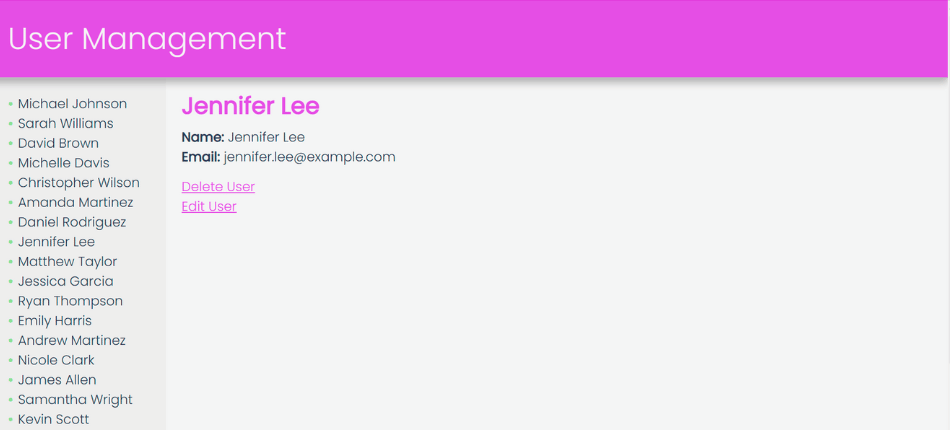 User Management
Michael Johnson
Sarah Williams
David Brown
Michelle Davis
Christopher Wilson
Amanda Martinez
Daniel Rodriguez
Jennifer Lee
Matthew Taylor
Jessica Garcia
Ryan Thompson
Emily Harris
Andrew Martinez
Nicole Clark
James Allen
Samantha Wright
Kevin Scott
Jennifer Lee
Name: Jennifer Lee
Email: jennifer.lee@example.com
Delete User
Edit User